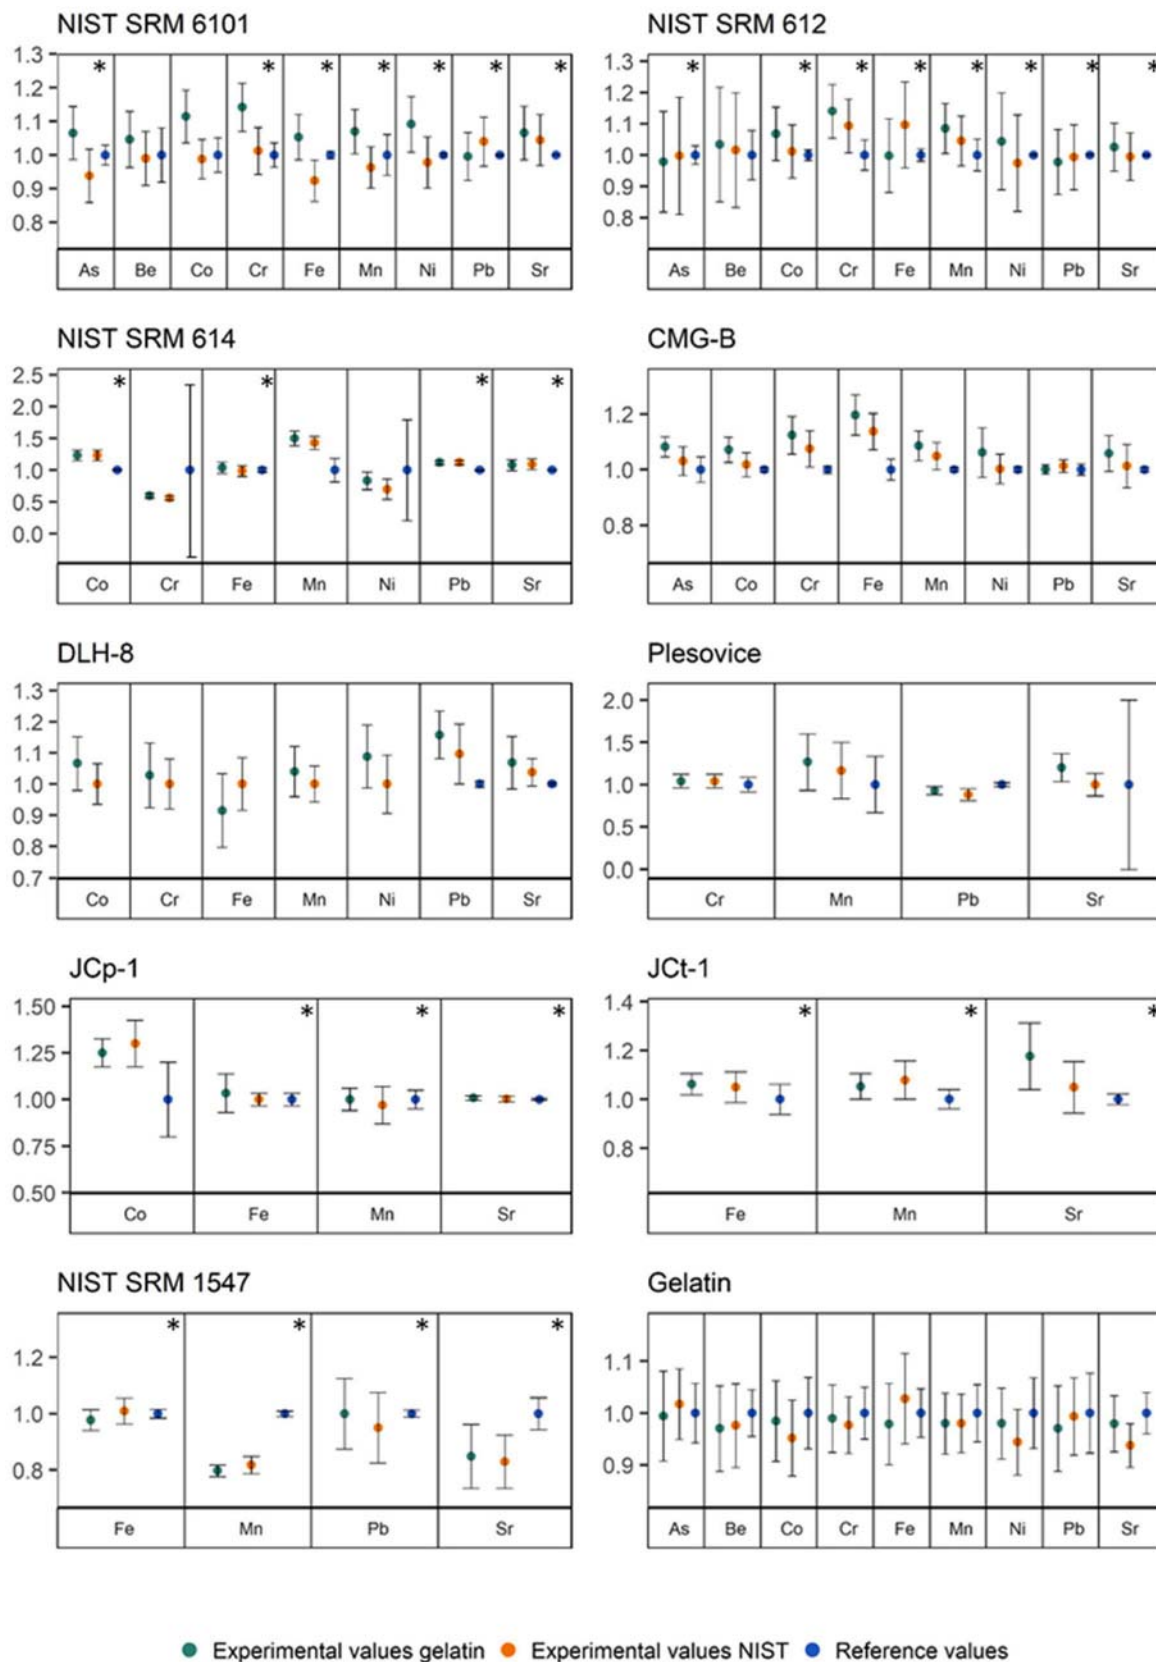 NIST SRM 6101
NIST SRM 612
1.3
1.2
1.1
1.0
0.9
0.8
* * * * * * *
As Be Co Cr Fe Mn Ni Pb Sr
1.3
1.2
1.1
1.0
0.9
0.8
* * * * * * * *
As Be Co Cr Fe Mn Ni Pb Sr
NIST SRM 614
CMG-B
2.5
2.0
1.5
1.0
0.5
0.0
* * * *
Co Cr Fe Mn Ni Pb Sr
1.2
1.0
0.8
As Co Cr Fe Mn Ni Pb Sr
DLH-8
Plesovice
1.3
1.2
1.1
1.0
0.9
0.8
0.7
Co Cr Fe Mn Ni Pb Sr
2.0
1.5
1.0
0.5
0.0
Cr Mn Pb Sr
JCp-1
JCt-1
1.50
1.25
1.00
0.75
0.50
* * *
Co Fe Mn Sr
1.4
1.2
1.0
0.8
* * *
Fe Mn Sr
NIST SRM 1547
Gelatin
1.2
1.0
0.8
* * * *
Fe Mn Pb Sr
1.1
1.0
0.9
As Be Co Cr Fe Mn Ni Pb Sr
Experimental values gelatin Experimental values NIST Reference values